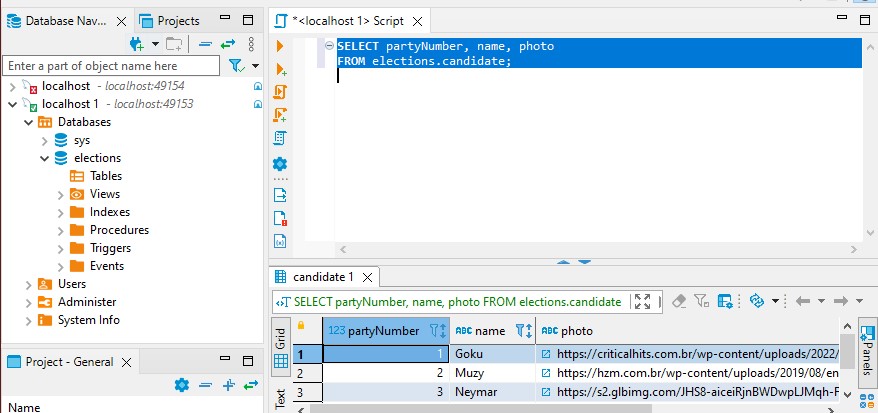 Database Nav...
Projects
Enter a part of object name here
localhost - localhost:49154
localhost 1 - localhost:49153
Databases
sys
elections
Tables
Views
Indexes
Procedures
Triggers
Events
Users
Administer
System Info
Project - General
Name
*<localhost 1> Script
SELECT partyNumber, name, photo
FROM elections.candidate;
candidate 1
SELECT partyNumber, name, photo FROM elections.candidate
Grid
Text
123 partyNumber ABC name ABC photo
1 1 Goku https://criticalhits.com.br/wp-content/uploads/2022/
2 2 Muzy https://hzm.com.br/wp-content/uploads/2019/08/en
3 3 Neymar https://s2.glbimg.com/JHS8-aiceiRjnBWDwpLJMqh-F
Panels